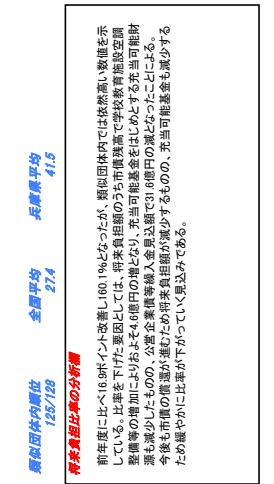 類似団体内順位 全国平均 兵庫県平均
125/128 27.4 41.5
将来負担比率の分析欄
前年度に比べ16.9ポイント改善し160.1%となったが、類似団体内では依然高い数値を示
している。比率を下げた要因としては、将来負担額のうち市債残高で学校教育施設空調
整備等の増加によりおよそ4.6億円の増となり、充当可能基金をはじめとする充当可能財
源も減少したものの、公営企業債等繰入金見込額で31.6億円の減となったことによる。
今後も市債の償還が進むため将来負担額が減少するものの、充当可能基金も減少する
ため緩やかに比率が下がっていく見込みである。